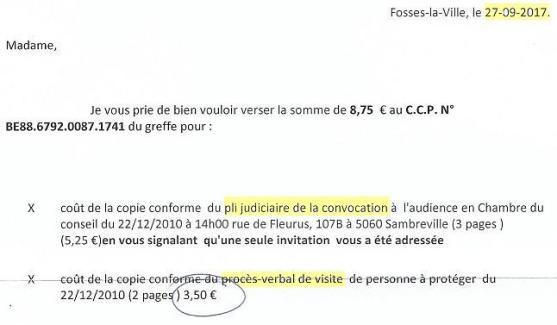 Fosses-la-Ville, le 27-09-2017.
Madame,
Je vous prie de bien vouloir verser la somme de 8,75 € au C.C.P. N°
BE88.6792.0087.1741 du greffe pour :
X coût de la copie conforme du pli judiciaire de la convocation à l'audience en Chambre du
conseil du 22/12/2010 à 14h00 rue de Fleurus, 107B à 5060 Sambreville (3 pages )
(5,25 €)en vous signalant qu'une seule invitation vous a été adressée
X coût de la copie conforme du procès-verbal de visite de personne à protéger du
22/12/2010 (2 pages ) 3,50 €